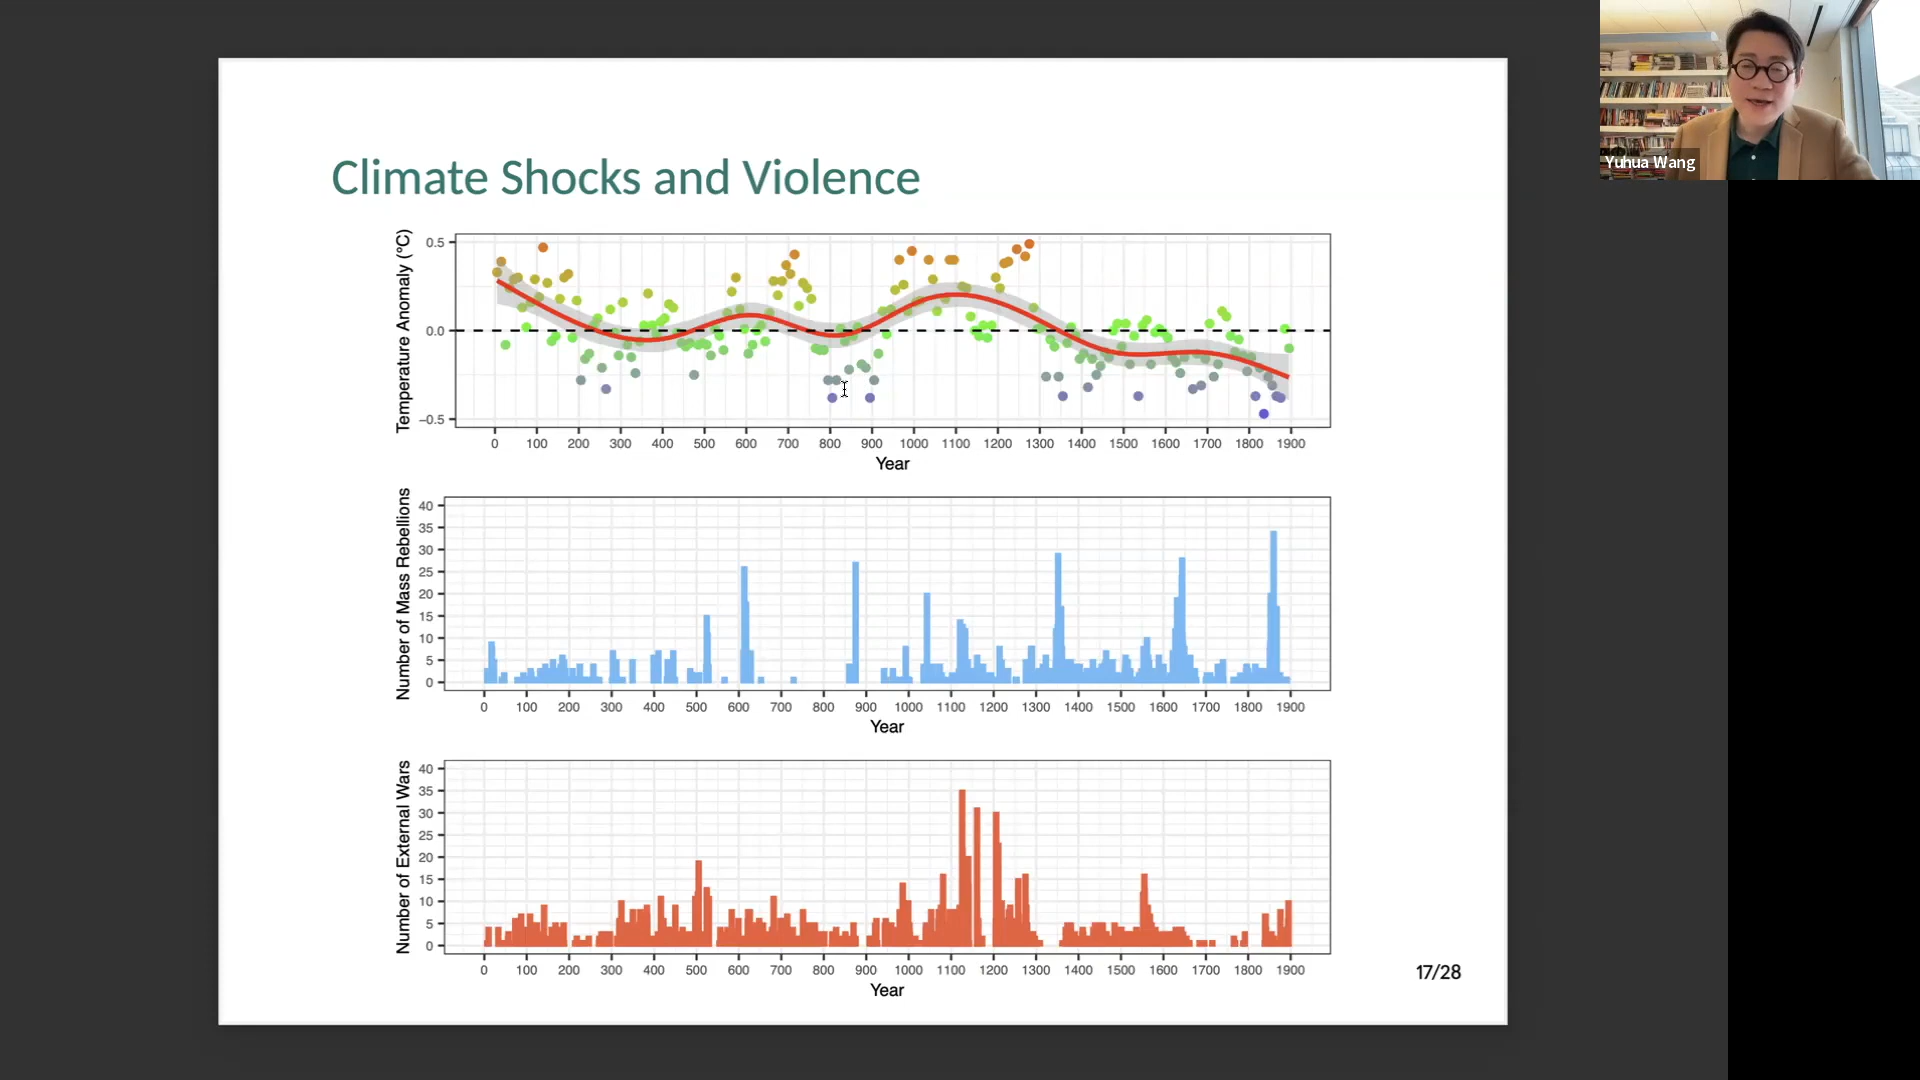 Yuhua Wang
Climate Shocks and Violence
Temperature Anomaly (°C)
0.5
0.0
−0.5
0 100 200 300 400 500 600 700 800 900 1000 1100 1200 1300 1400 1500 1600 1700 1800 1900
Year
Number of Mass Rebellions
40
35
30
25
20
15
10
5
0
0 100 200 300 400 500 600 700 800 900 1000 1100 1200 1300 1400 1500 1600 1700 1800 1900
Year
Number of External Wars
40
35
30
25
20
15
10
5
0
0 100 200 300 400 500 600 700 800 900 1000 1100 1200 1300 1400 1500 1600 1700 1800 1900
Year
17/28